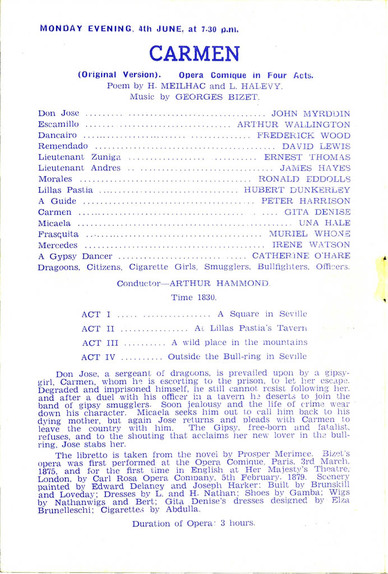 MONDAY EVENING, 4th JUNE, at 7-30 p.m.
CARMEN
(Original Version). Opera Comique in Four Acts.
Poem by H. MEILHAC and L. HALEVY.
Music by GEORGES BIZET.
Don Jose ......... JOHN MYRDDIN
Escamillo ......... ARTHUR WALLINGTON
Dancairo ......... FREDERICK WOOD
Remendado ......... DAVID LEWIS
Lieutenant Zuniga ......... ERNEST THOMAS
Lieutenant Andres ......... JAMES HAYES
Morales ......... RONALD EDDOLLS
Lillas Pastia ......... HUBERT DUNKERLEY
A Guide ......... PETER HARRISON
Carmen ......... GITA DENISE
Micaela ......... UNA HALE
Frasquita ......... MURIEL WHONE
Mercedes ......... IRENE WATSON
A Gypsy Dancer ......... CATHERINE O'HARE
Dragoons, Citizens, Cigarette Girls, Smugglers, Bullfighters, Officers.
Conductor—ARTHUR HAMMOND
Time 1830.
ACT I ......... A Square in Seville
ACT II ......... At Lillas Pastia's Tavern
ACT III ......... A wild place in the mountains
ACT IV ......... Outside the Bull-ring in Seville
Don Jose, a sergeant of dragoons, is prevailed upon by a gipsy-
girl, Carmen, whom he is escorting to the prison, to let her escape.
Degraded and imprisoned himself, he still cannot resist following her,
and after a duel with his officer in a tavern he deserts to join the
band of gipsy smugglers. Soon jealousy and the life of crime wear
down his character. Micaela seeks him out to call him back to his
dying mother, but again Jose returns and pleads with Carmen to
leave the country with him. The Gipsy, free-born and fatalist,
refuses, and to the shouting that acclaims her new lover in the bull-
ring, Jose stabs her.
The libretto is taken from the novel by Prosper Merimee. Bizet's
opera was first performed at the Opera Comique, Paris, 3rd March,
1875, and for the first time in English at Her Majesty's Theatre,
London, by Carl Rosa Opera Company, 5th February, 1879. Scenery
painted by Edward Delaney and Joseph Harker; Built by Brunskill
and Loveday; Dresses by L. and H. Nathan; Shoes by Gamba; Wigs
by Nathanwigs and Bert; Gita Denise's dresses designed by Elza
Brunelleschi; Cigarettes by Abdulla.
Duration of Opera: 3 hours.